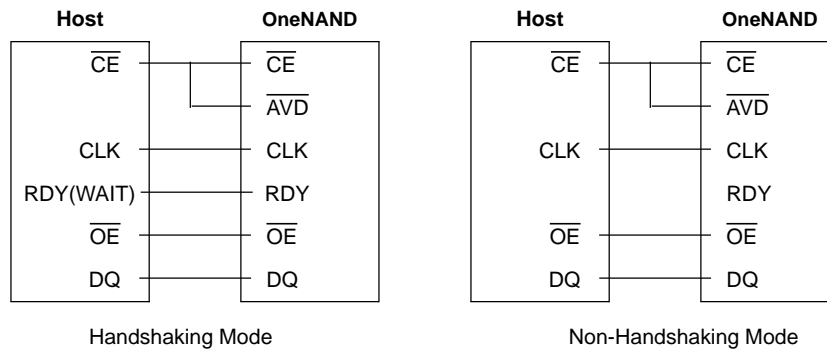 Host OneNAND Host OneNAND
CE CE CE CE
AVD AVD
CLK CLK CLK CLK
RDY(WAIT) RDY RDY
OE OE OE OE
DQ DQ DQ DQ
Handshaking Mode Non-Handshaking Mode